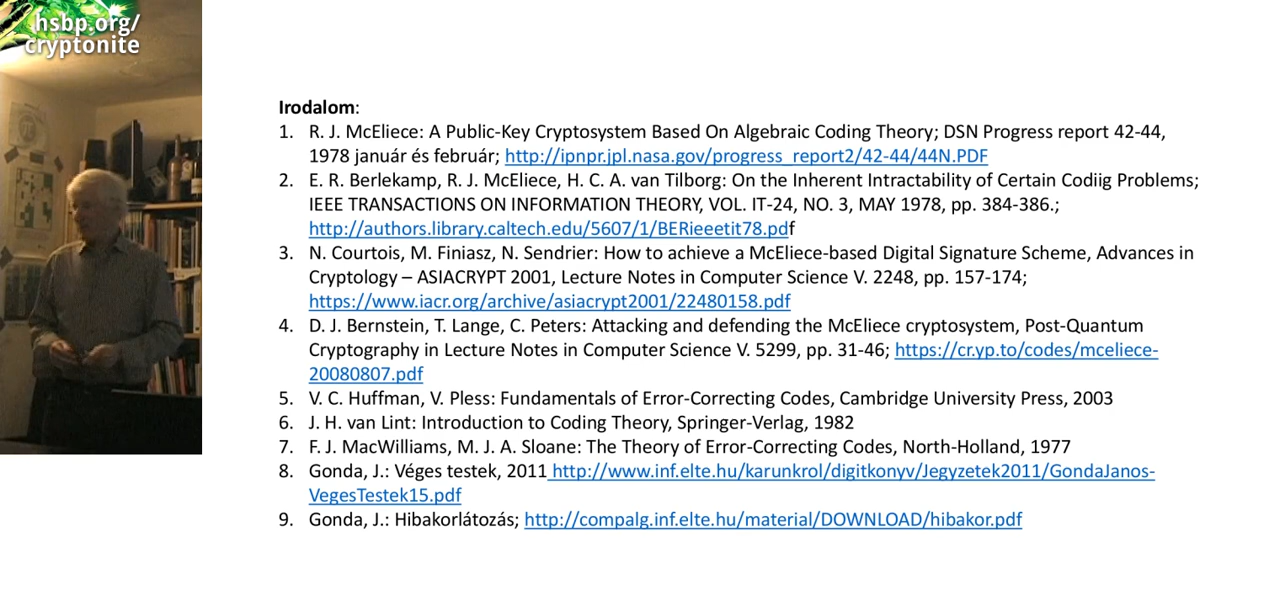 hsbp.org/
cryptonite
Irodalom:
1. R. J. McEliece: A Public-Key Cryptosystem Based On Algebraic Coding Theory; DSN Progress report 42-44,
1978 január és február; http://ipnpr.jpl.nasa.gov/progress_report2/42-44/44N.PDF
2. E. R. Berlekamp, R. J. McEliece, H. C. A. van Tilborg: On the Inherent Intractability of Certain Codiig Problems;
IEEE TRANSACTIONS ON INFORMATION THEORY, VOL. IT-24, NO. 3, MAY 1978, pp. 384-386.;
http://authors.library.caltech.edu/5607/1/BERieeetit78.pdf
3. N. Courtois, M. Finiasz, N. Sendrier: How to achieve a McEliece-based Digital Signature Scheme, Advances in
Cryptology – ASIACRYPT 2001, Lecture Notes in Computer Science V. 2248, pp. 157-174;
https://www.iacr.org/archive/asiacrypt2001/22480158.pdf
4. D. J. Bernstein, T. Lange, C. Peters: Attacking and defending the McEliece cryptosystem, Post-Quantum
Cryptography in Lecture Notes in Computer Science V. 5299, pp. 31-46; https://cr.yp.to/codes/mceliece-
20080807.pdf
5. V. C. Huffman, V. Pless: Fundamentals of Error-Correcting Codes, Cambridge University Press, 2003
6. J. H. van Lint: Introduction to Coding Theory, Springer-Verlag, 1982
7. F. J. MacWilliams, M. J. A. Sloane: The Theory of Error-Correcting Codes, North-Holland, 1977
8. Gonda, J.: Véges testek, 2011 http://www.inf.elte.hu/karunkrol/digitkonyv/Jegyzetek2011/GondaJanos-
VegesTestek15.pdf
9. Gonda, J.: Hibakorlátozás; http://compalg.inf.elte.hu/material/DOWNLOAD/hibakor.pdf